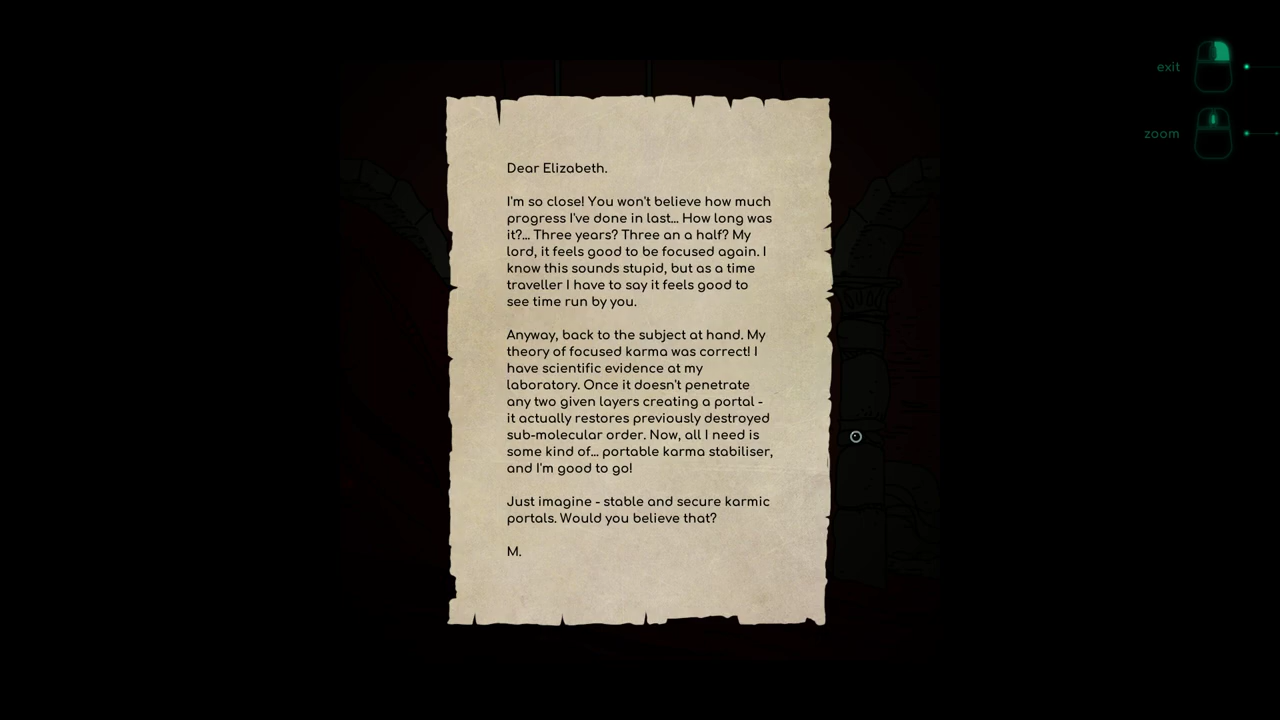 exit
zoom
Dear Elizabeth.
I'm so close! You won't believe how much
progress I've done in last... How long was
it?... Three years? Three an a half? My
lord, it feels good to be focused again. I
know this sounds stupid, but as a time
traveller I have to say it feels good to
see time run by you.
Anyway, back to the subject at hand. My
theory of focused karma was correct! I
have scientific evidence at my
laboratory. Once it doesn't penetrate
any two given layers creating a portal -
it actually restores previously destroyed
sub-molecular order. Now, all I need is
some kind of... portable karma stabiliser,
and I'm good to go!
Just imagine - stable and secure karmic
portals. Would you believe that?
M.